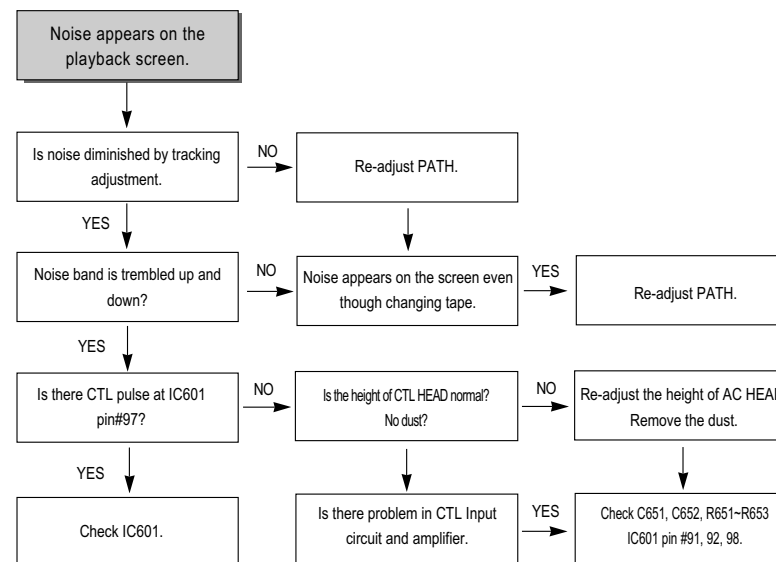 Noise appears on the
playback screen.
Is noise diminished by tracking
adjustment.
NO
Re-adjust PATH.
YES
Noise band is trembled up and
down?
NO
Noise appears on the screen even
though changing tape.
YES
Re-adjust PATH.
YES
Is there CTL pulse at IC601
pin#97?
NO
Is the height of CTL HEAD normal?
No dust?
NO
Re-adjust the height of AC HEA
Remove the dust.
YES
Check IC601.
Is there problem in CTL Input
circuit and amplifier.
YES
Check C651, C652, R651~R653
IC601 pin #91, 92, 98.